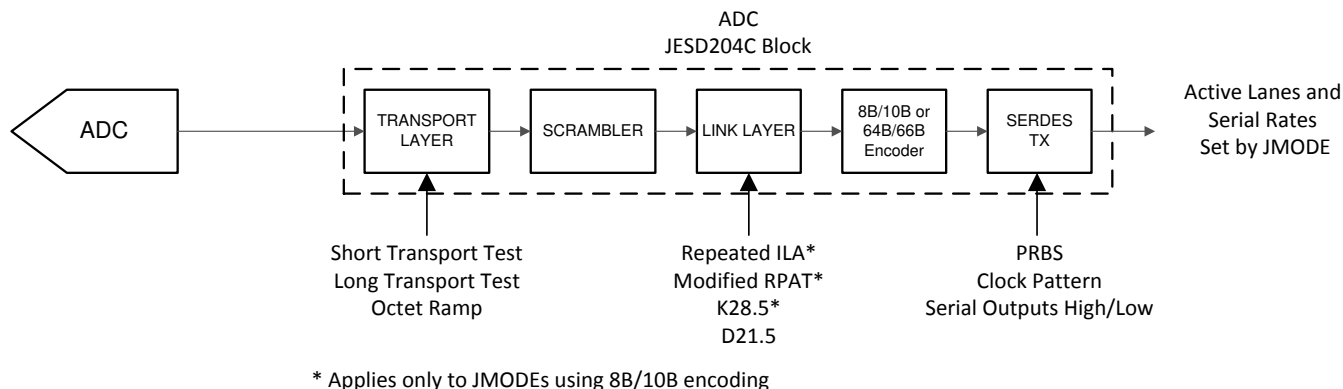 ADC
JESD204C Block
ADC
TRANSPORT
LAYER
SCRAMBLER
LINK LAYER
8B/10B or
64B/66B
Encoder
SERDES
TX
Active Lanes and
Serial Rates
Set by JMODE
Short Transport Test
Long Transport Test
Octet Ramp
Repeated ILA*
Modified RPAT*
K28.5*
D21.5
PRBS
Clock Pattern
Serial Outputs High/Low
* Applies only to JMODEs using 8B/10B encoding